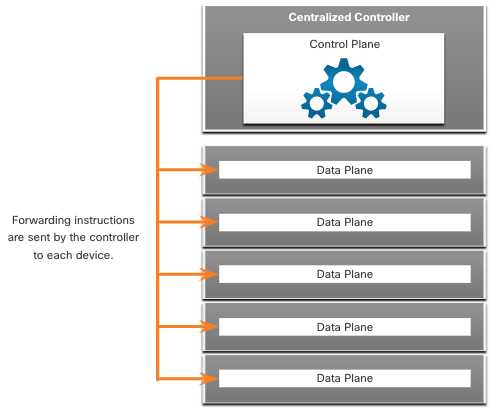 Centralized Controller
Control Plane
Data Plane
Data Plane
Forwarding instructions
are sent by the controller
to each device.
Data Plane
Data Plane
Data Plane